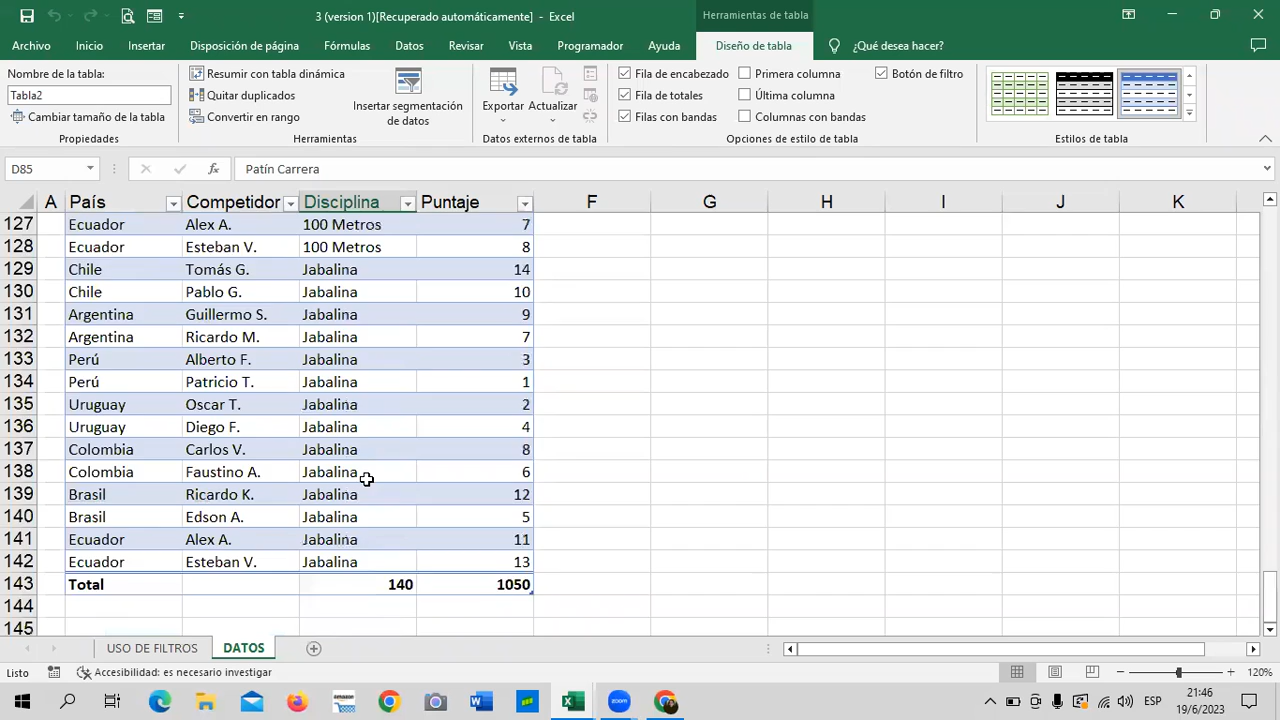 3 (version 1)[Recuperado automáticamente] - Excel
Herramientas de tabla
Archivo Inicio Insertar Disposición de página Fórmulas Datos Revisar Vista Programador Ayuda Diseño de tabla ¿Qué desea hacer?
Nombre de la tabla:
Tabla2
Cambiar tamaño de la tabla
Propiedades
Resumir con tabla dinámica
Quitar duplicados
Convertir en rango
Insertar segmentación
de datos
Herramientas
Exportar Actualizar
Datos externos de tabla
Fila de encabezado Primera columna Botón de filtro
Fila de totales Última columna
Filas con bandas Columnas con bandas
Opciones de estilo de tabla
Estilos de tabla
D85 fx Patín Carrera
A País Competidor Disciplina Puntaje F G H I J K
127 Ecuador Alex A. 100 Metros 7
128 Ecuador Esteban V. 100 Metros 8
129 Chile Tomás G. Jabalina 14
130 Chile Pablo G. Jabalina 10
131 Argentina Guillermo S. Jabalina 9
132 Argentina Ricardo M. Jabalina 7
133 Perú Alberto F. Jabalina 3
134 Perú Patricio T. Jabalina 1
135 Uruguay Oscar T. Jabalina 2
136 Uruguay Diego F. Jabalina 4
137 Colombia Carlos V. Jabalina 8
138 Colombia Faustino A. Jabalina 6
139 Brasil Ricardo K. Jabalina 12
140 Brasil Edson A. Jabalina 5
141 Ecuador Alex A. Jabalina 11
142 Ecuador Esteban V. Jabalina 13
143 Total 140 1050
144
145
USO DE FILTROS DATOS
Listo Accesibilidad: es necesario investigar 120%
zoom ESP 21:46
19/6/2023